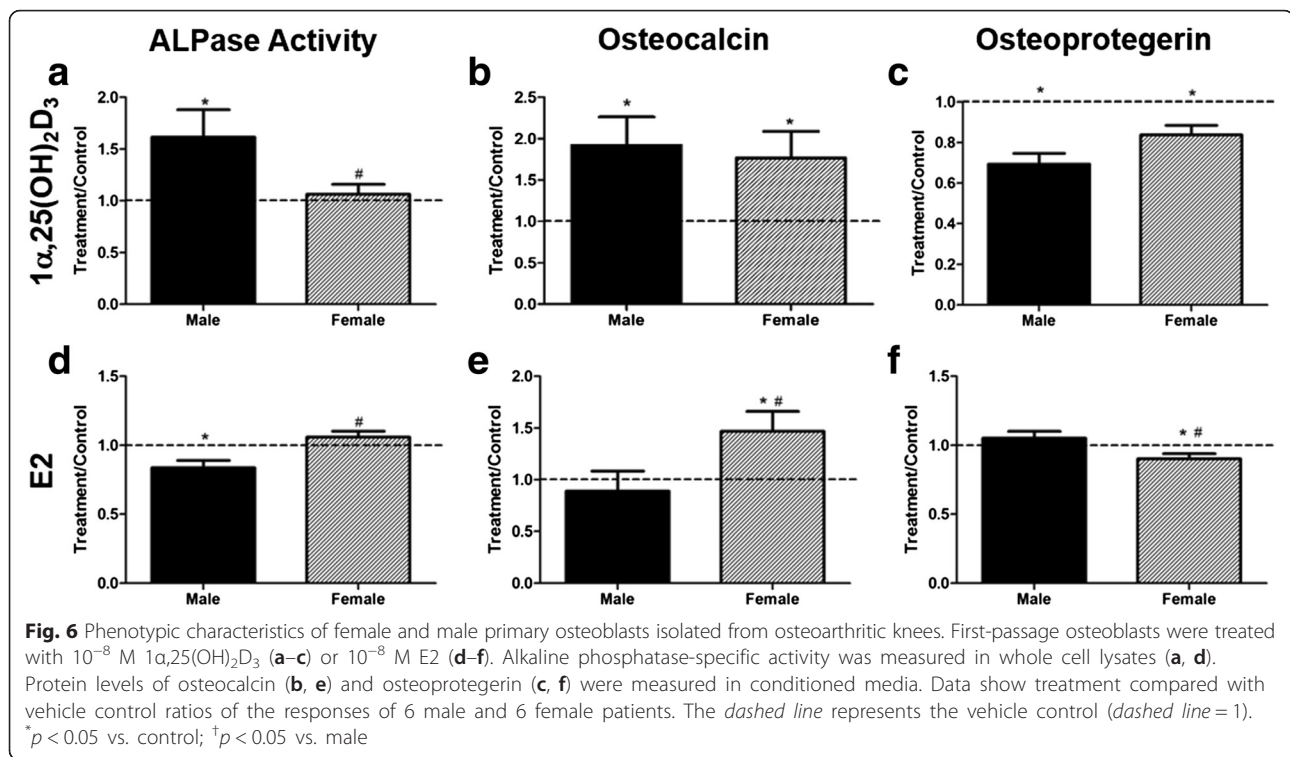 ALPase Activity
Osteocalcin
Osteoprotegerin
1α,25(OH)₂D₃
a
Treatment/Control
2.0
1.5
1.0
0.5
0.0
*
#
Male
Female
b
Treatment/Control
2.5
2.0
1.5
1.0
0.5
0.0
*
*
Male
Female
c
Treatment/Control
1.0
0.8
0.6
0.4
0.2
0.0
*
*
Male
Female
E2
d
Treatment/Control
1.5
1.0
0.5
0.0
*
#
Male
Female
e
Treatment/Control
2.0
1.5
1.0
0.5
0.0
* #
Male
Female
f
Treatment/Control
1.5
1.0
0.5
0.0
* #
Male
Female
Fig. 6 Phenotypic characteristics of female and male primary osteoblasts isolated from osteoarthritic knees. First-passage osteoblasts were treated
with 10⁻⁸ M 1α,25(OH)₂D₃ (a–c) or 10⁻⁸ M E2 (d–f). Alkaline phosphatase-specific activity was measured in whole cell lysates (a, d).
Protein levels of osteocalcin (b, e) and osteoprotegerin (c, f) were measured in conditioned media. Data show treatment compared with
vehicle control ratios of the responses of 6 male and 6 female patients. The dashed line represents the vehicle control (dashed line = 1).
*p < 0.05 vs. control; †p < 0.05 vs. male